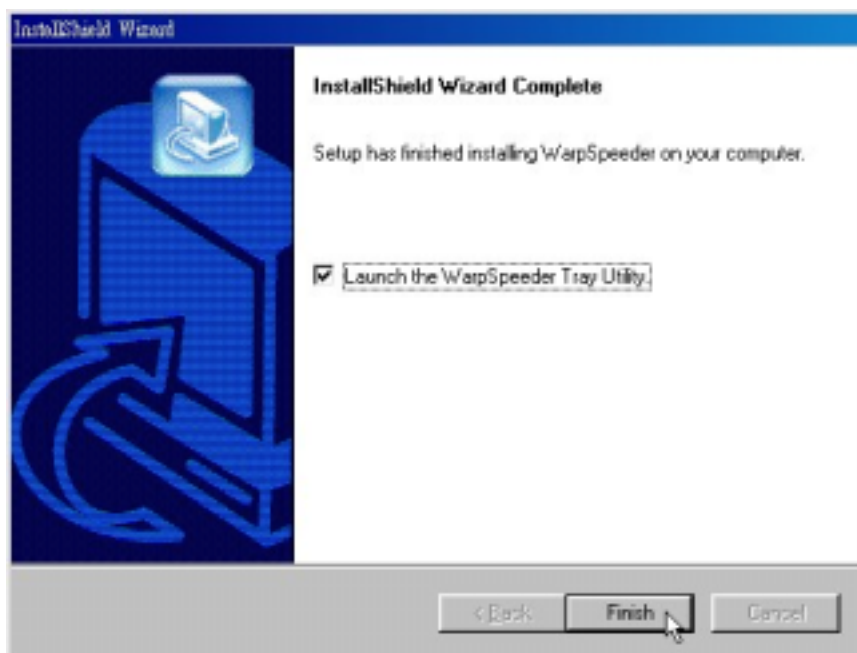 InstallShield Wizard
InstallShield Wizard Complete
Setup has finished installing WarpSpeeder on your computer.
Launch the WarpSpeeder Tray Utility.
< Back
Finish
Cancel